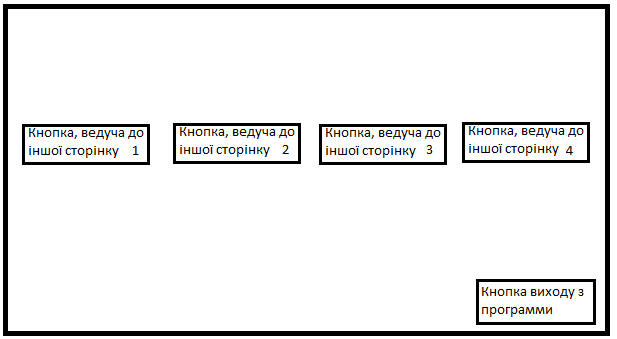 Кнопка, ведуча до
іншої сторінку 1
Кнопка, ведуча до
іншої сторінку 2
Кнопка, ведуча до
іншої сторінку 3
Кнопка, ведуча до
іншої сторінку 4
Кнопка виходу з
программи